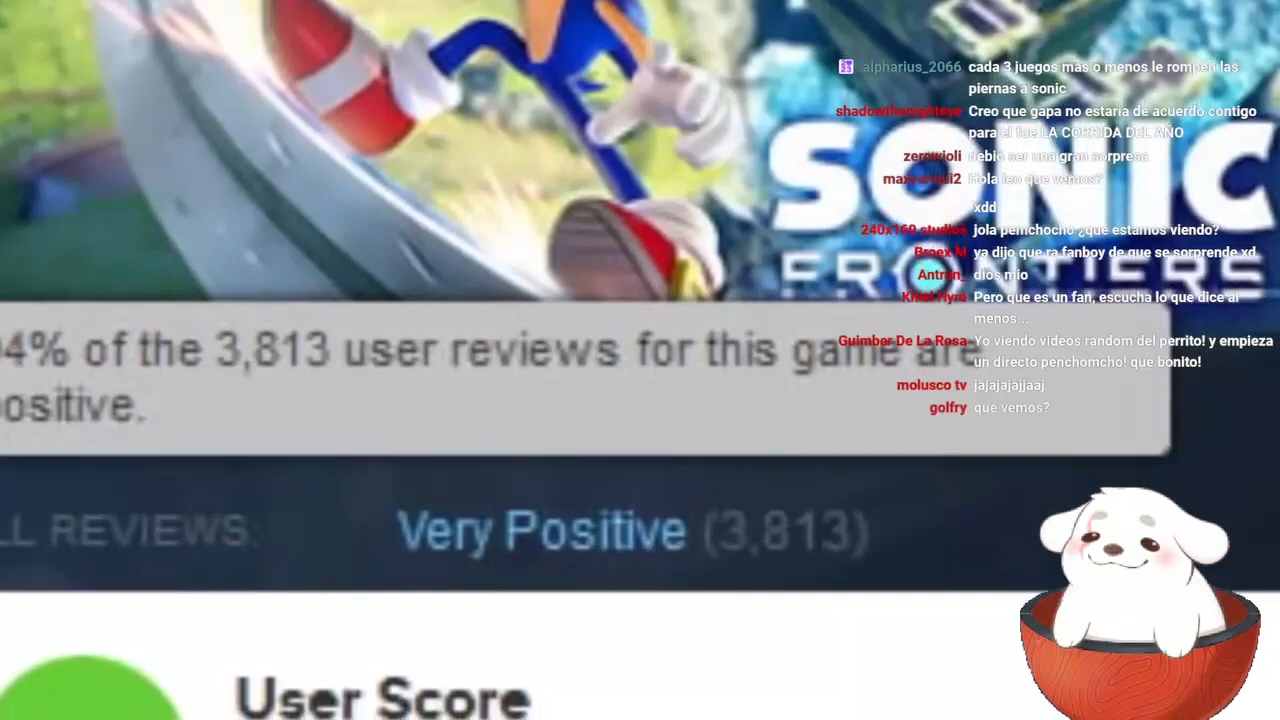 alpharius_2066 cada 3 juegos mas o menos le rompen las
piernas a sonic
Creo que gapa no estaria de acuerdo contigo
para el fue LA CORRIDA DEL AÑO
debio ser una gran sorpresa
Hola leo que vemos?
xdd
240x160 studios jola pemchocho ¿que estamos viendo?
Broex M ya dijo que ra fanboy de que se sorprende xd
Antrun_ dios mio
Pero que es un fan, escucha lo que dice al
menos...
Guimber De La Rosa Yo viendo videos random del perrito! y empieza
un directo penchomcho! que bonito!
molusco tv jajajajajjaaj
golfry que vemos?
SONIC
FRONTIERS
94% of the 3,813 user reviews for this game are
positive.
LL REVIEWS: Very Positive (3,813)
User Score